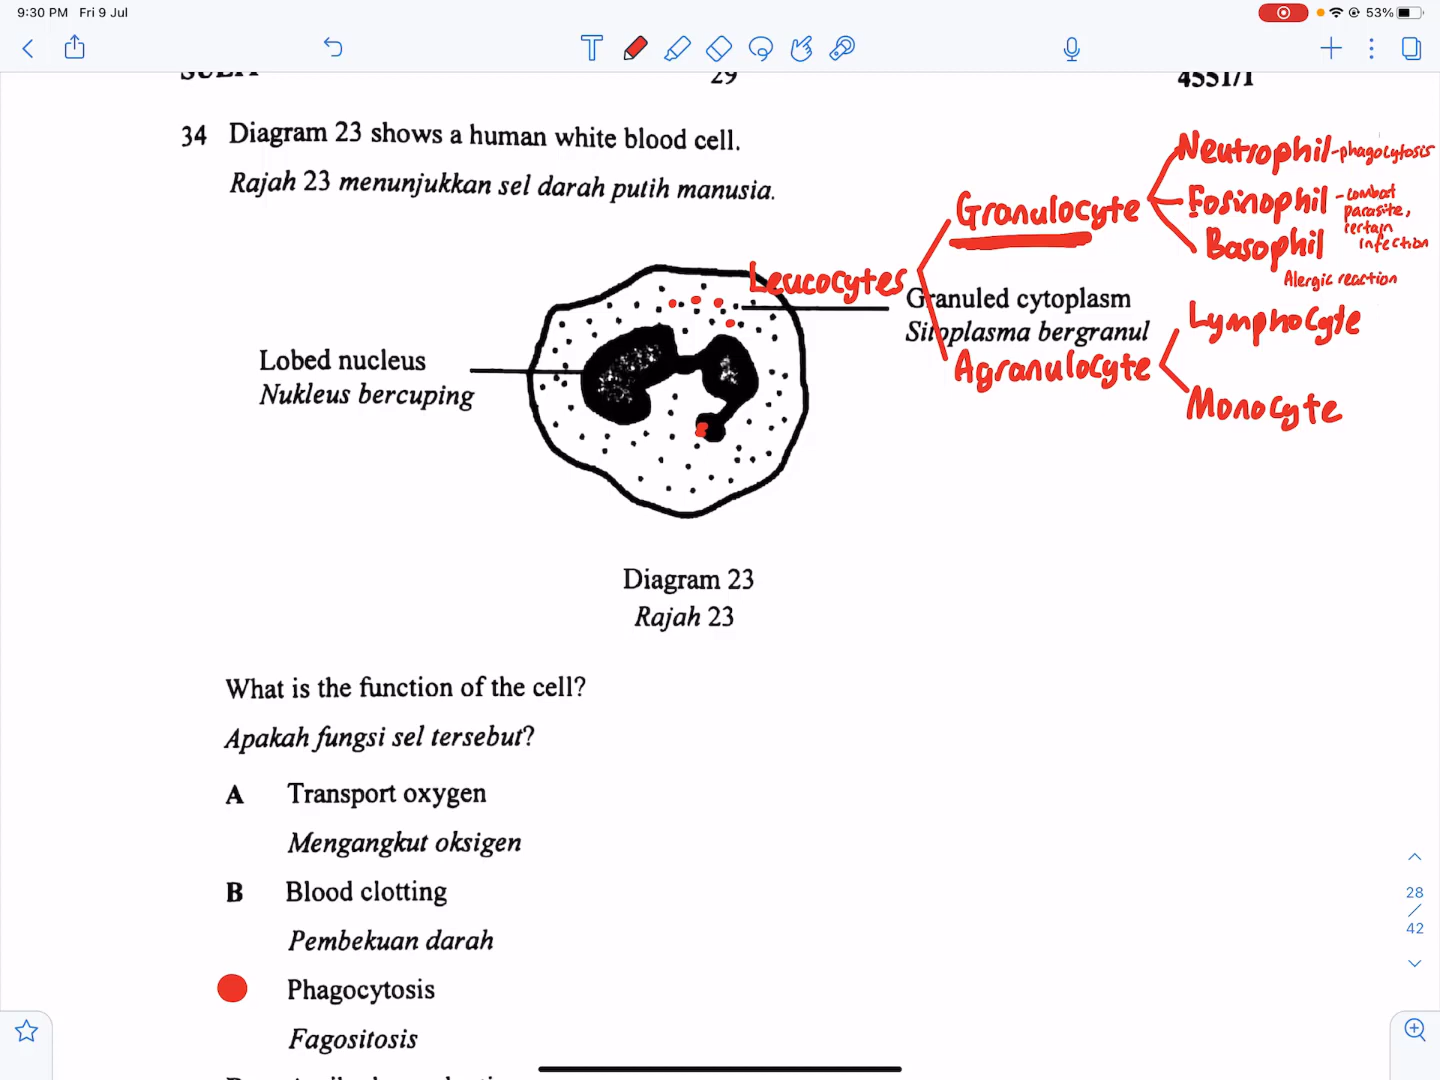 9:30 PM Fri 9 Jul
53%
29
4551/1
34 Diagram 23 shows a human white blood cell.
Rajah 23 menunjukkan sel darah putih manusia.
Neutrophil - phagocytosis
Granulocyte
Eosinophil - combat
parasite,
certain
infection
Basophil
Alergic reaction
Leucocytes
Granuled cytoplasm
Sitoplasma bergranul
Lymphocyte
Agranulocyte
Monocyte
Lobed nucleus
Nukleus bercuping
Diagram 23
Rajah 23
What is the function of the cell?
Apakah fungsi sel tersebut?
A Transport oxygen
Mengangkut oksigen
B Blood clotting
Pembekuan darah
Phagocytosis
Fagositosis
28
/
42